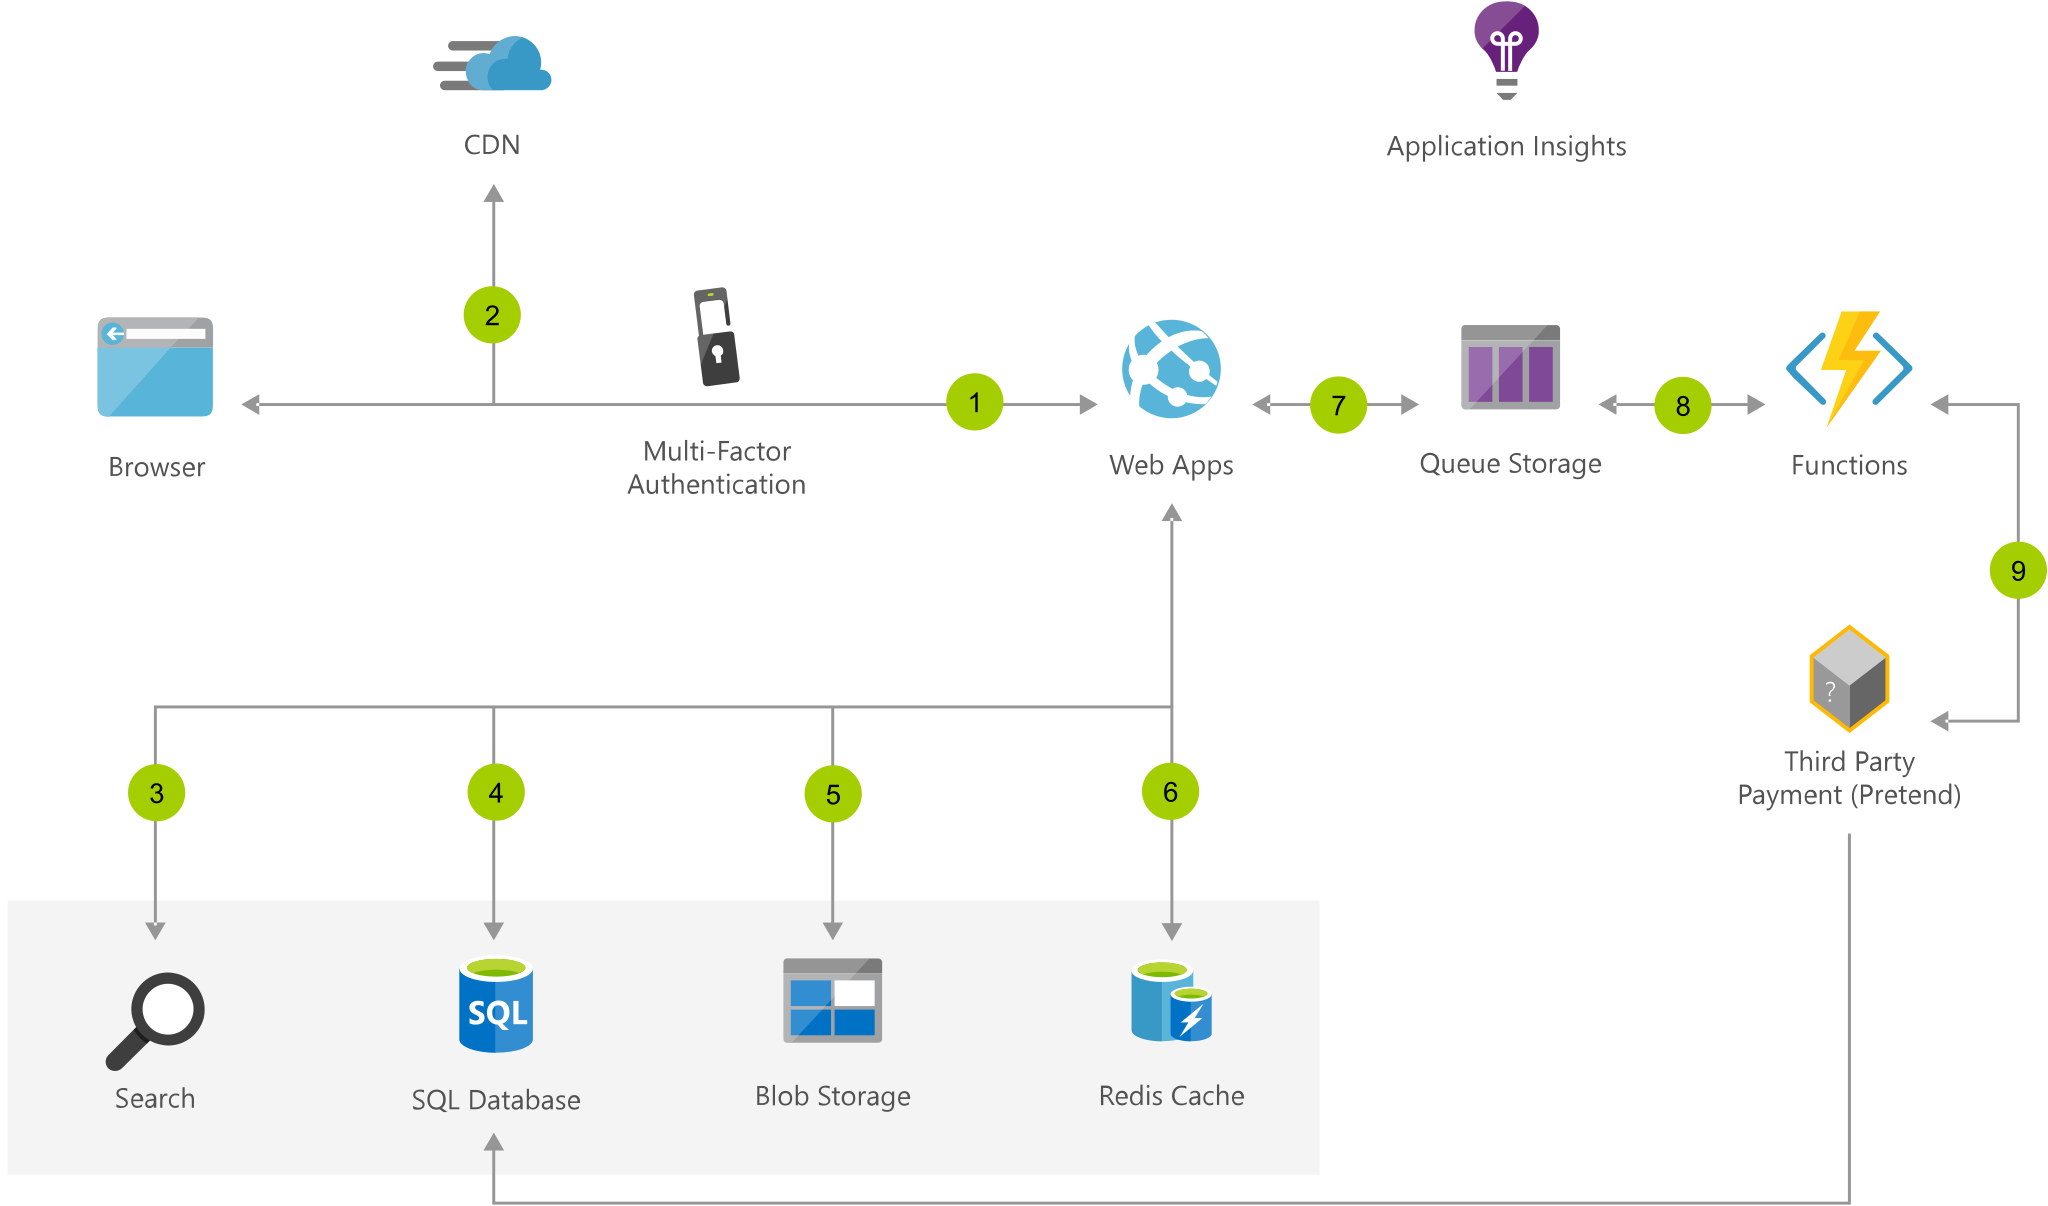 CDN
Application Insights
2
1
7
8
Browser
Multi-Factor
Authentication
Web Apps
Queue Storage
Functions
9
?
Third Party
Payment (Pretend)
3
4
5
6
SQL
Search
SQL Database
Blob Storage
Redis Cache